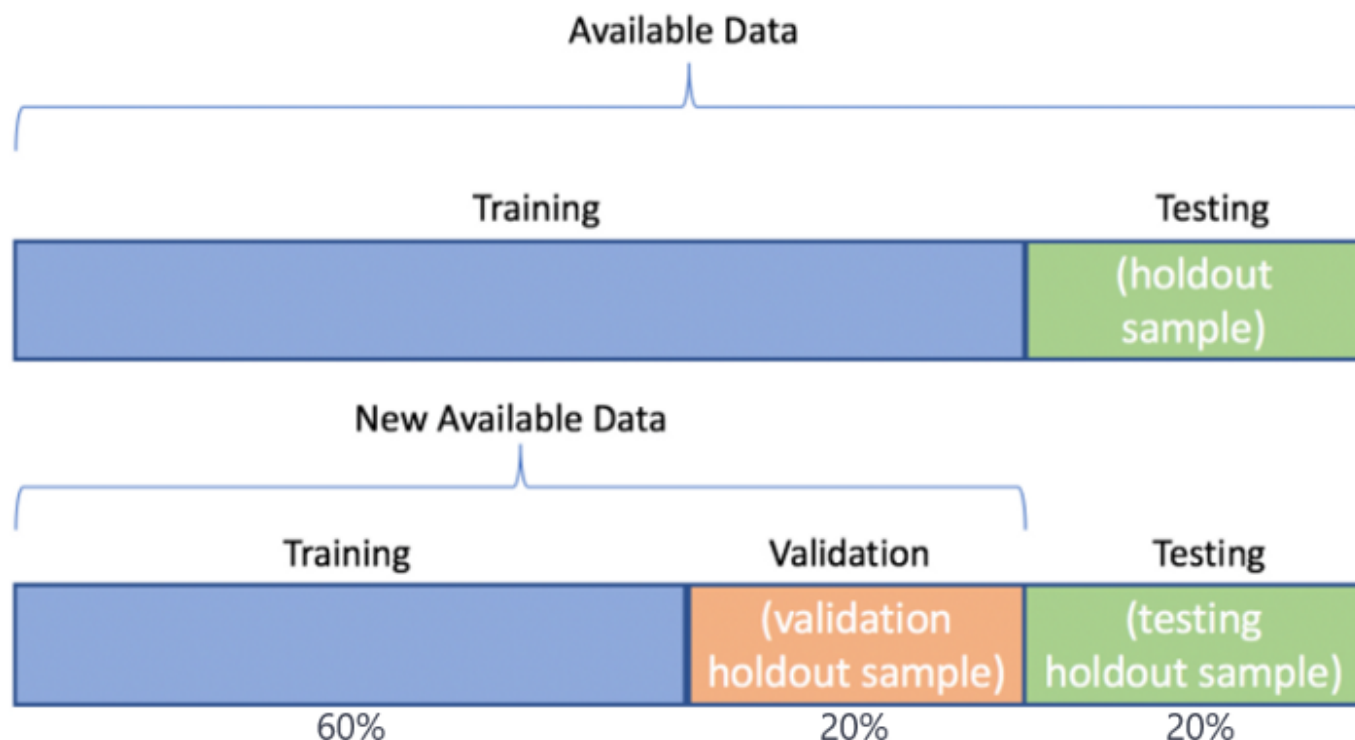 Available Data
Training
Testing
(holdout
sample)
New Available Data
Training
Validation
Testing
(validation
holdout sample)
(testing
holdout sample)
60%
20%
20%